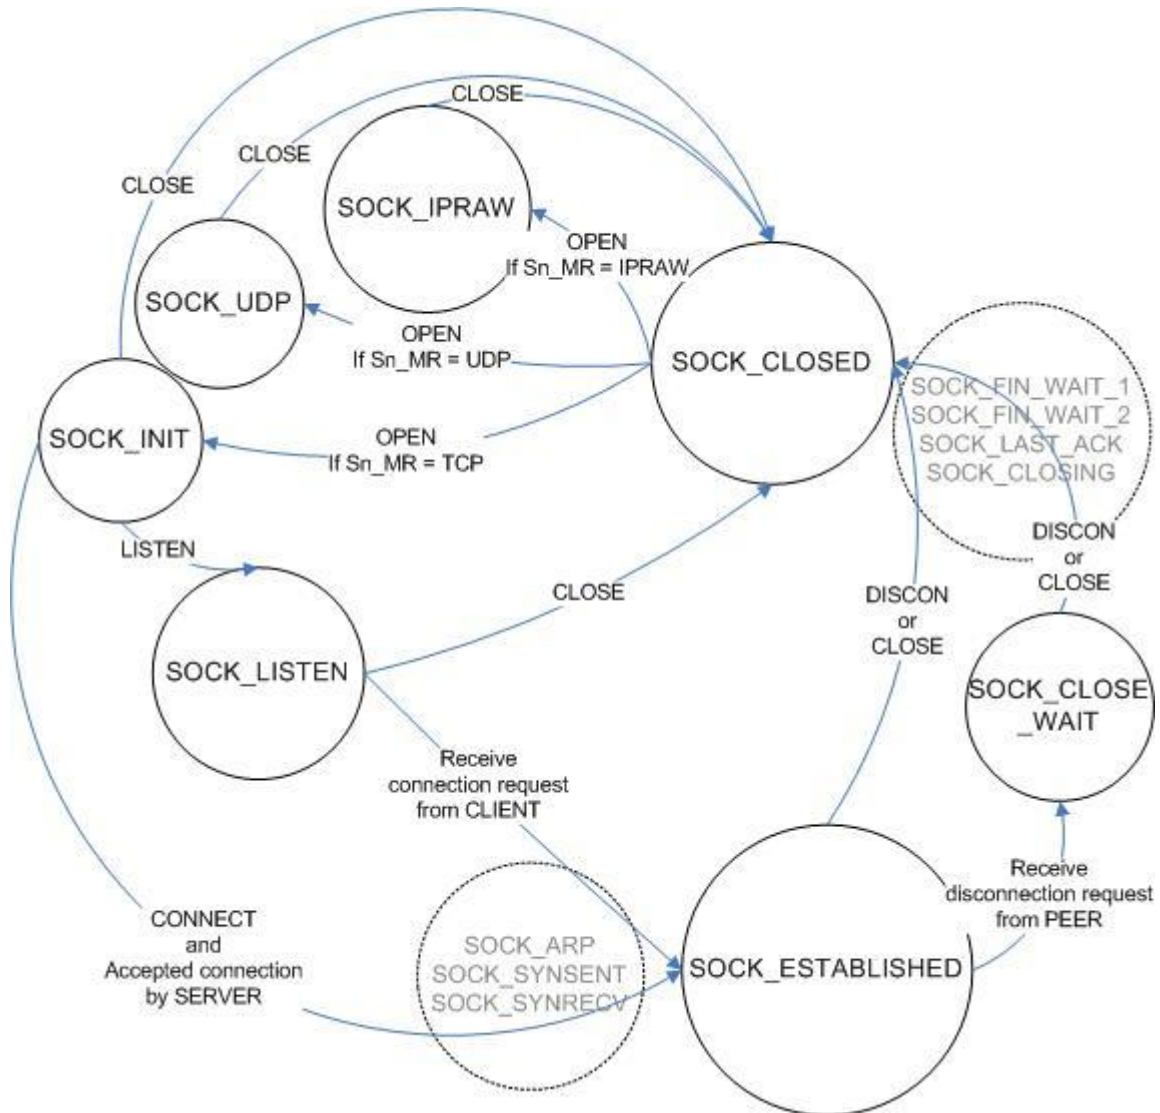 CLOSE
CLOSE
CLOSE
SOCK_IPRAW
OPEN
If Sn_MR = IPRAW
SOCK_UDP
OPEN
If Sn_MR = UDP
SOCK_CLOSED
SOCK_FIN_WAIT_1
SOCK_FIN_WAIT_2
SOCK_LAST_ACK
SOCK_CLOSING
SOCK_INIT
OPEN
If Sn_MR = TCP
LISTEN
DISCON
or
CLOSE
CLOSE
DISCON
or
CLOSE
SOCK_LISTEN
SOCK_CLOSE
_WAIT
Receive
connection request
from CLIENT
Receive
disconnection request
from PEER
CONNECT
and
Accepted connection
by SERVER
SOCK_ARP
SOCK_SYNSENT
SOCK_SYNRECV
SOCK_ESTABLISHED